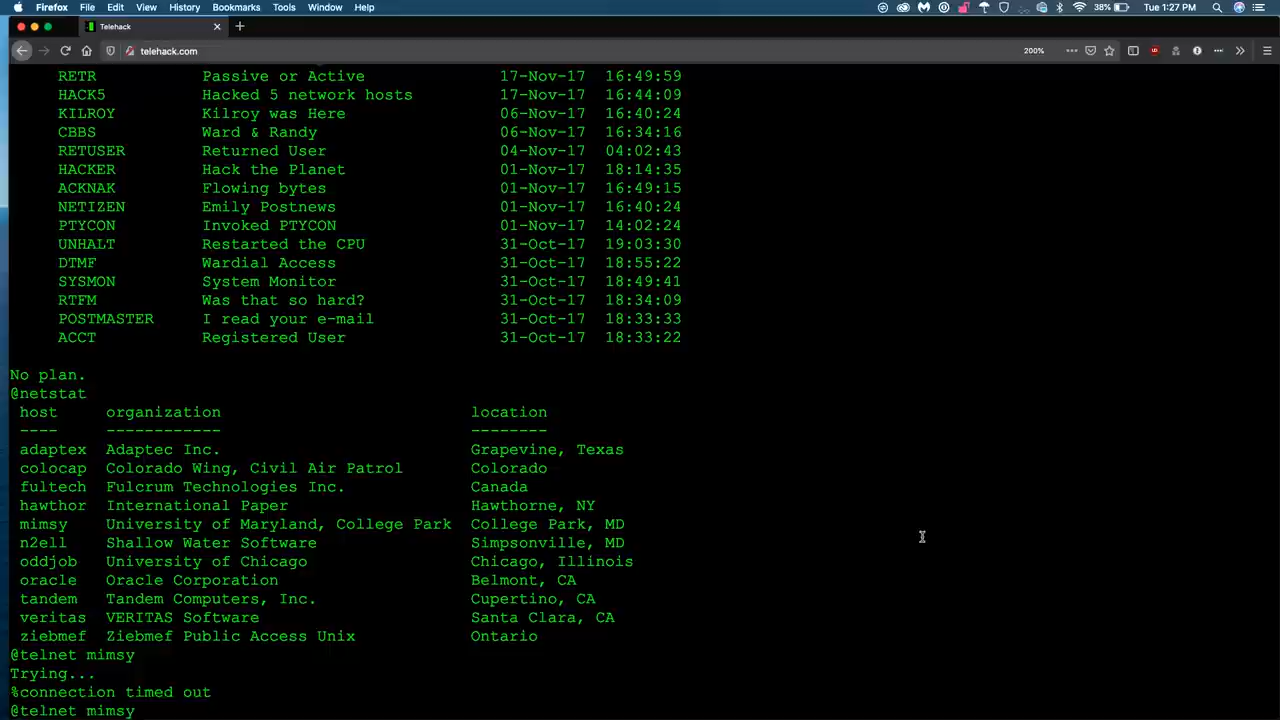 Firefox File Edit View History Bookmarks Tools Window Help 38% Tue 1:27 PM
Telehack
telehack.com 200%
RETR Passive or Active 17-Nov-17 16:49:59
HACK5 Hacked 5 network hosts 17-Nov-17 16:44:09
KILROY Kilroy was Here 06-Nov-17 16:40:24
CBBS Ward & Randy 06-Nov-17 16:34:16
RETUSER Returned User 04-Nov-17 04:02:43
HACKER Hack the Planet 01-Nov-17 18:14:35
ACKNAK Flowing bytes 01-Nov-17 16:49:15
NETIZEN Emily Postnews 01-Nov-17 16:40:24
PTYCON Invoked PTYCON 01-Nov-17 14:02:24
UNHALT Restarted the CPU 31-Oct-17 19:03:30
DTMF Wardial Access 31-Oct-17 18:55:22
SYSMON System Monitor 31-Oct-17 18:49:41
RTFM Was that so hard? 31-Oct-17 18:34:09
POSTMASTER I read your e-mail 31-Oct-17 18:33:33
ACCT Registered User 31-Oct-17 18:33:22
No plan.
@netstat
host organization location
---- ------------ --------
adaptex Adaptec Inc. Grapevine, Texas
colocap Colorado Wing, Civil Air Patrol Colorado
fultech Fulcrum Technologies Inc. Canada
hawthor International Paper Hawthorne, NY
mimsy University of Maryland, College Park College Park, MD
n2ell Shallow Water Software Simpsonville, MD
oddjob University of Chicago Chicago, Illinois
oracle Oracle Corporation Belmont, CA
tandem Tandem Computers, Inc. Cupertino, CA
veritas VERITAS Software Santa Clara, CA
ziebmef Ziebmef Public Access Unix Ontario
@telnet mimsy
Trying...
%connection timed out
@telnet mimsy